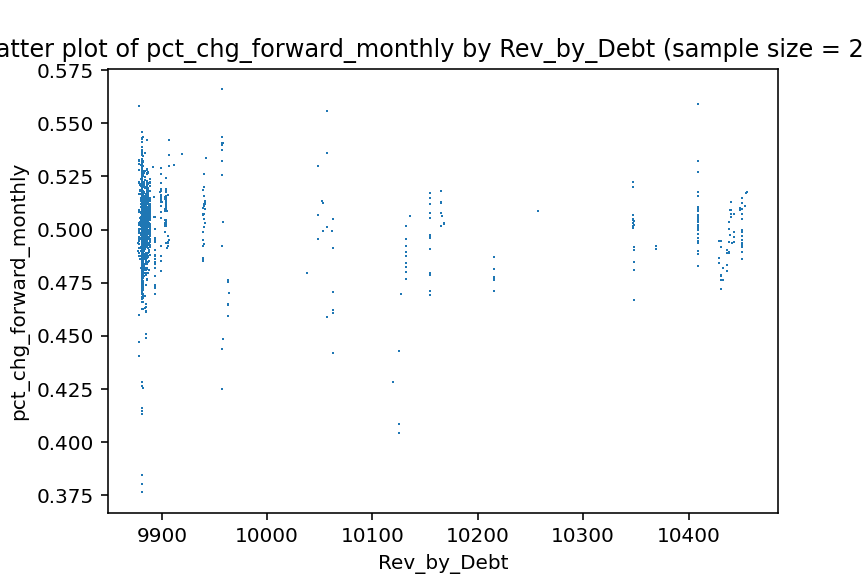 atter plot of pct_chg_forward_monthly by Rev_by_Debt (sample size = 2
0.575
0.550
0.525
0.500
0.475
0.450
0.425
0.400
0.375
pct_chg_forward_monthly
9900 10000 10100 10200 10300 10400
Rev_by_Debt